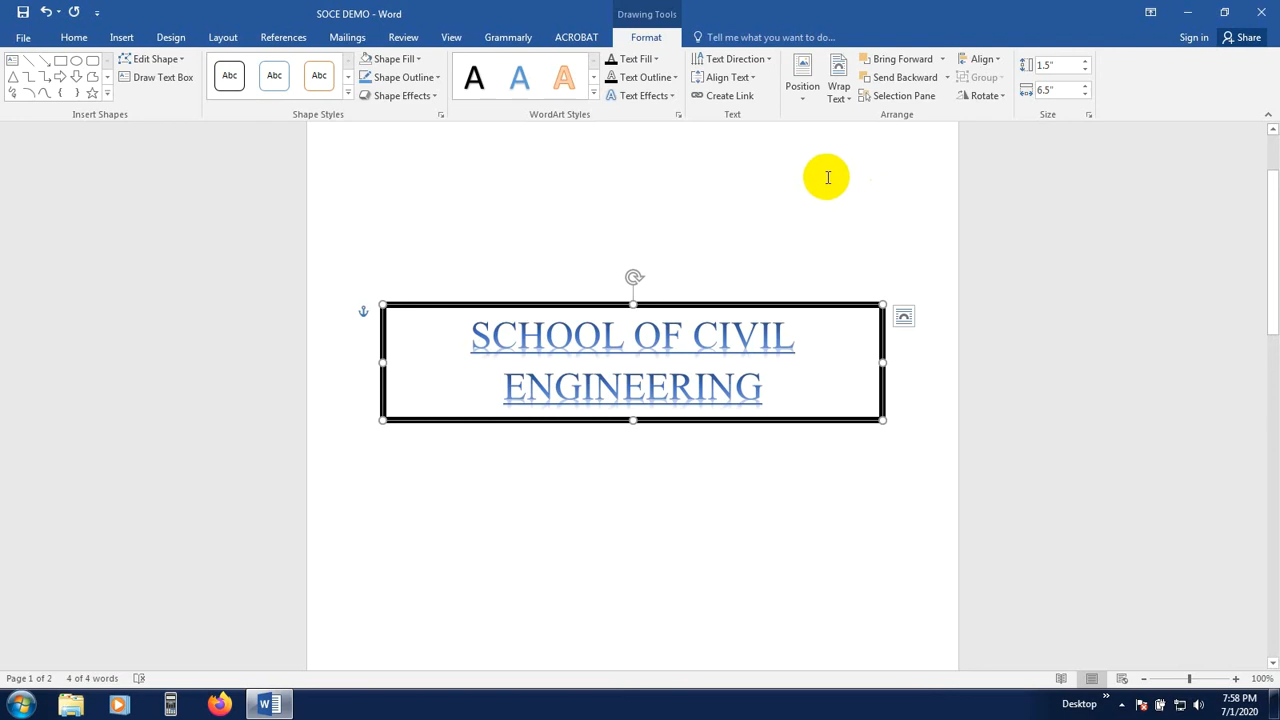 SOCE DEMO - Word
Drawing Tools
File Home Insert Design Layout References Mailings Review View Grammarly ACROBAT Format Tell me what you want to do... Sign in Share
Edit Shape
Draw Text Box
Insert Shapes
Abc Abc Abc
Shape Fill
Shape Outline
Shape Effects
Shape Styles
A A A
Text Fill
Text Outline
Text Effects
WordArt Styles
Text Direction
Align Text
Create Link
Text
Position
Wrap
Text
Bring Forward
Send Backward
Selection Pane
Align
Group
Rotate
Arrange
1.5"
6.5"
Size
SCHOOL OF CIVIL
ENGINEERING
Page 1 of 2 4 of 4 words
100%
Desktop
7:58 PM
7/1/2020